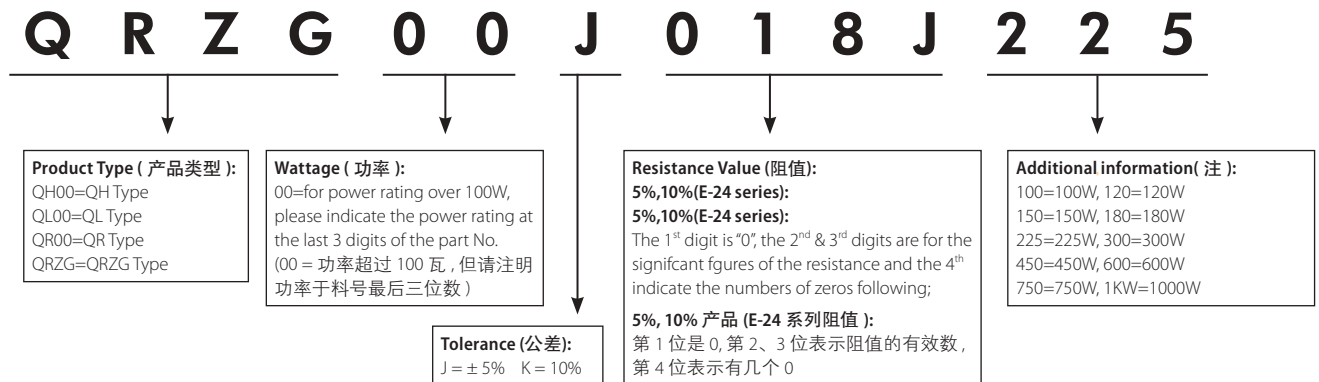 QRZG00J018J225
Product Type ( 产品类型 ):
QH00=QH Type
QL00=QL Type
QR00=QR Type
QRZG=QRZG Type
Wattage ( 功率 ):
00=for power rating over 100W,
please indicate the power rating at
the last 3 digits of the part No.
(00 = 功率超过 100 瓦 , 但请注明
功率于料号最后三位数 )
Tolerance (公差):
J = ± 5% K = 10%
Resistance Value (阻值):
5%,10%(E-24 series):
5%,10%(E-24 series):
The 1st digit is "0", the 2nd & 3rd digits are for the
signifcant fgures of the resistance and the 4th
indicate the numbers of zeros following;
5%, 10% 产品 (E-24 系列阻值 ):
第 1 位是 0, 第 2、3 位表示阻值的有效数 ,
第 4 位表示有几个 0
Additional information( 注 ):
100=100W, 120=120W
150=150W, 180=180W
225=225W, 300=300W
450=450W, 600=600W
750=750W, 1KW=1000W